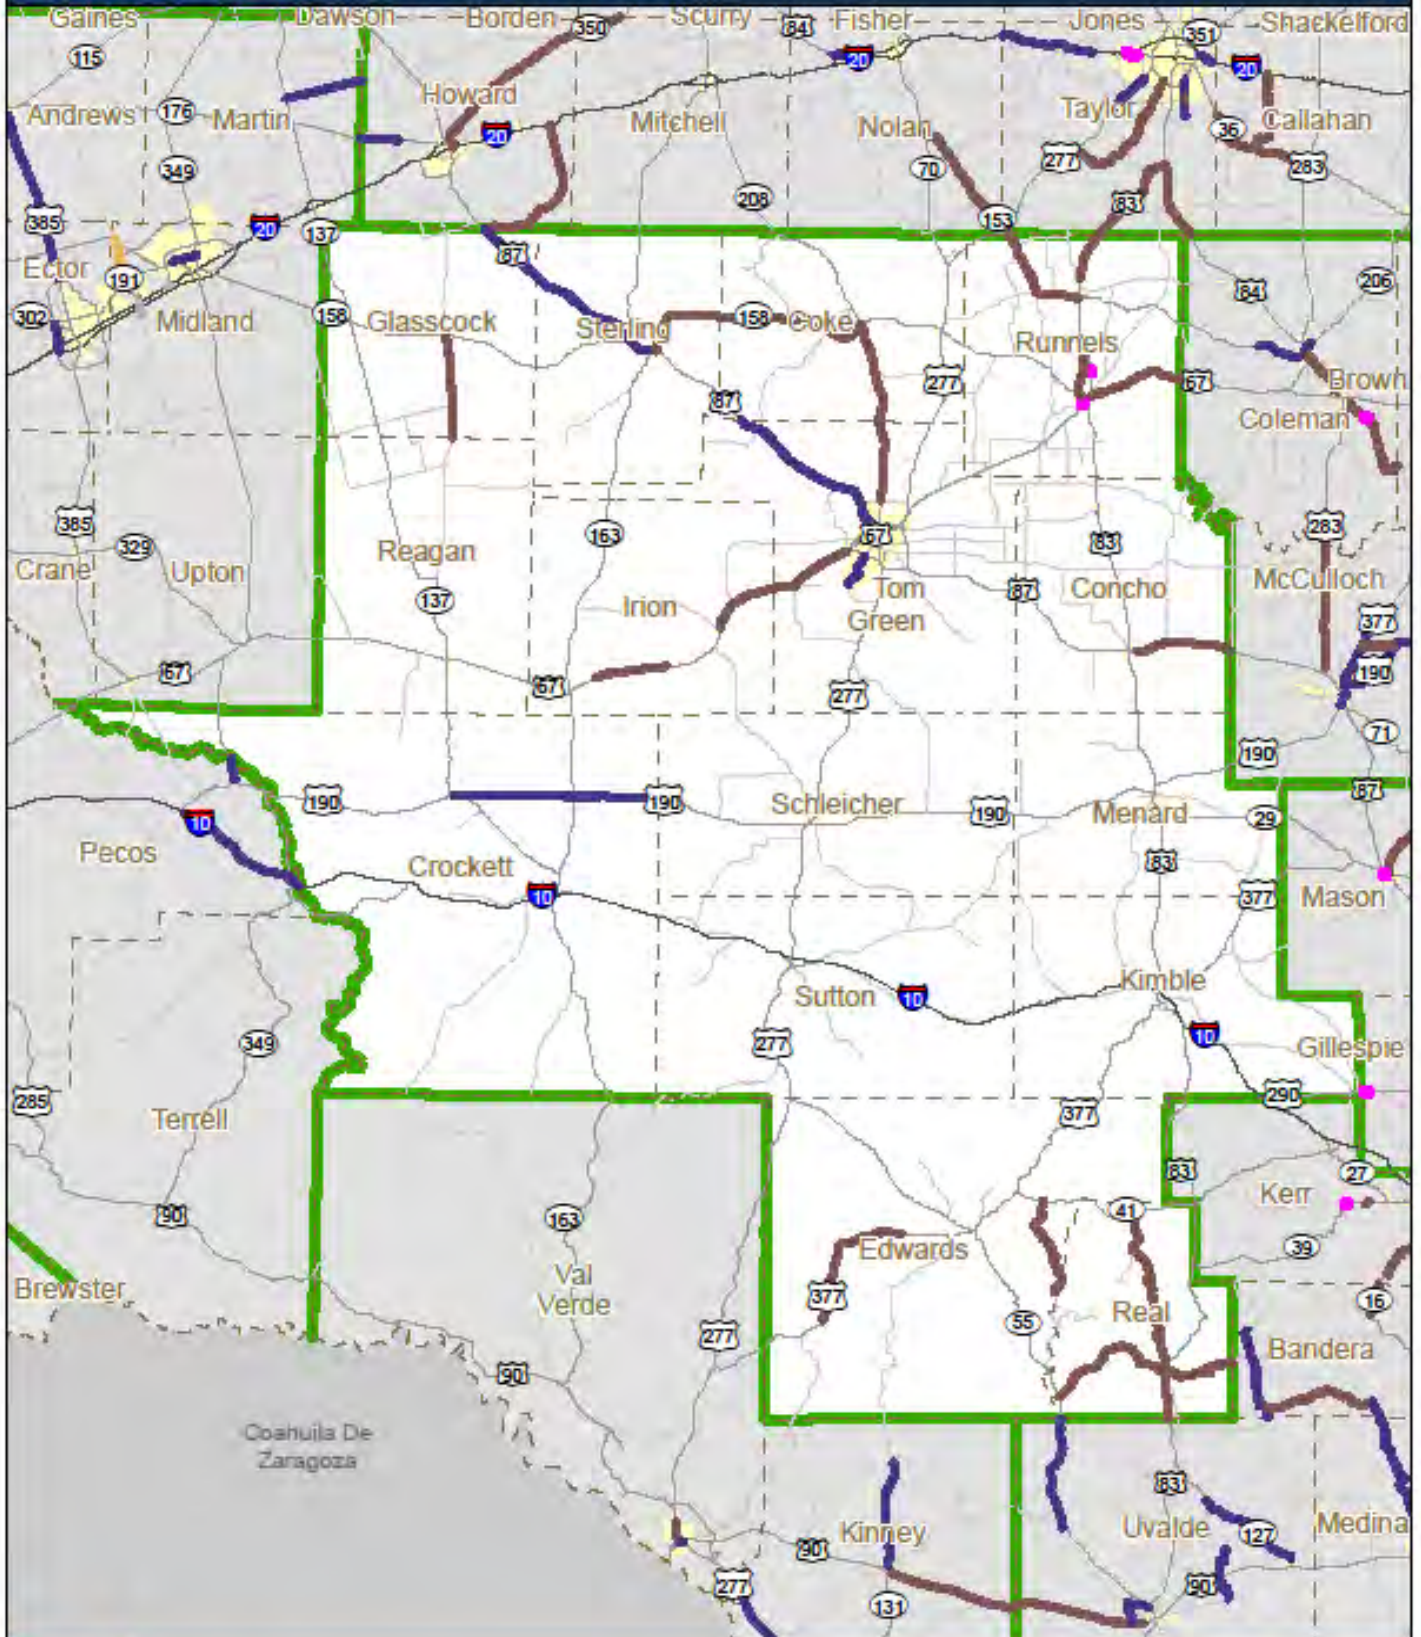 Gaines
Dawson
Borden
350
Scurry
84
Fisher
Jones
351
Shackelford
115
20
20
Howard
Andrews
176
Martin
20
Mitchell
Nolan
Taylor
36
Callahan
349
277
283
70
208
83
385
20
137
153
87
Ector
191
84
206
302
Midland
158
Glasscock
Sterling
158
Coke
Runnels
277
67
Brown
87
Coleman
385
329
163
67
83
283
Crane
Upton
Reagan
137
Irion
Tom
Green
87
Concho
McCulloch
377
67
67
277
190
71
190
190
190
Schleicher
190
Menard
29
87
10
Pecos
Crockett
83
10
377
Mason
Sutton
10
Kimble
349
277
10
Gillespie
285
Terrell
377
290
83
27
90
163
41
Kerr
39
Edwards
Brewster
Val
Verde
377
16
55
Real
277
Bandera
90
Coahuila De
Zaragoza
83
Kinney
Uvalde
127
Medina
90
277
90
131